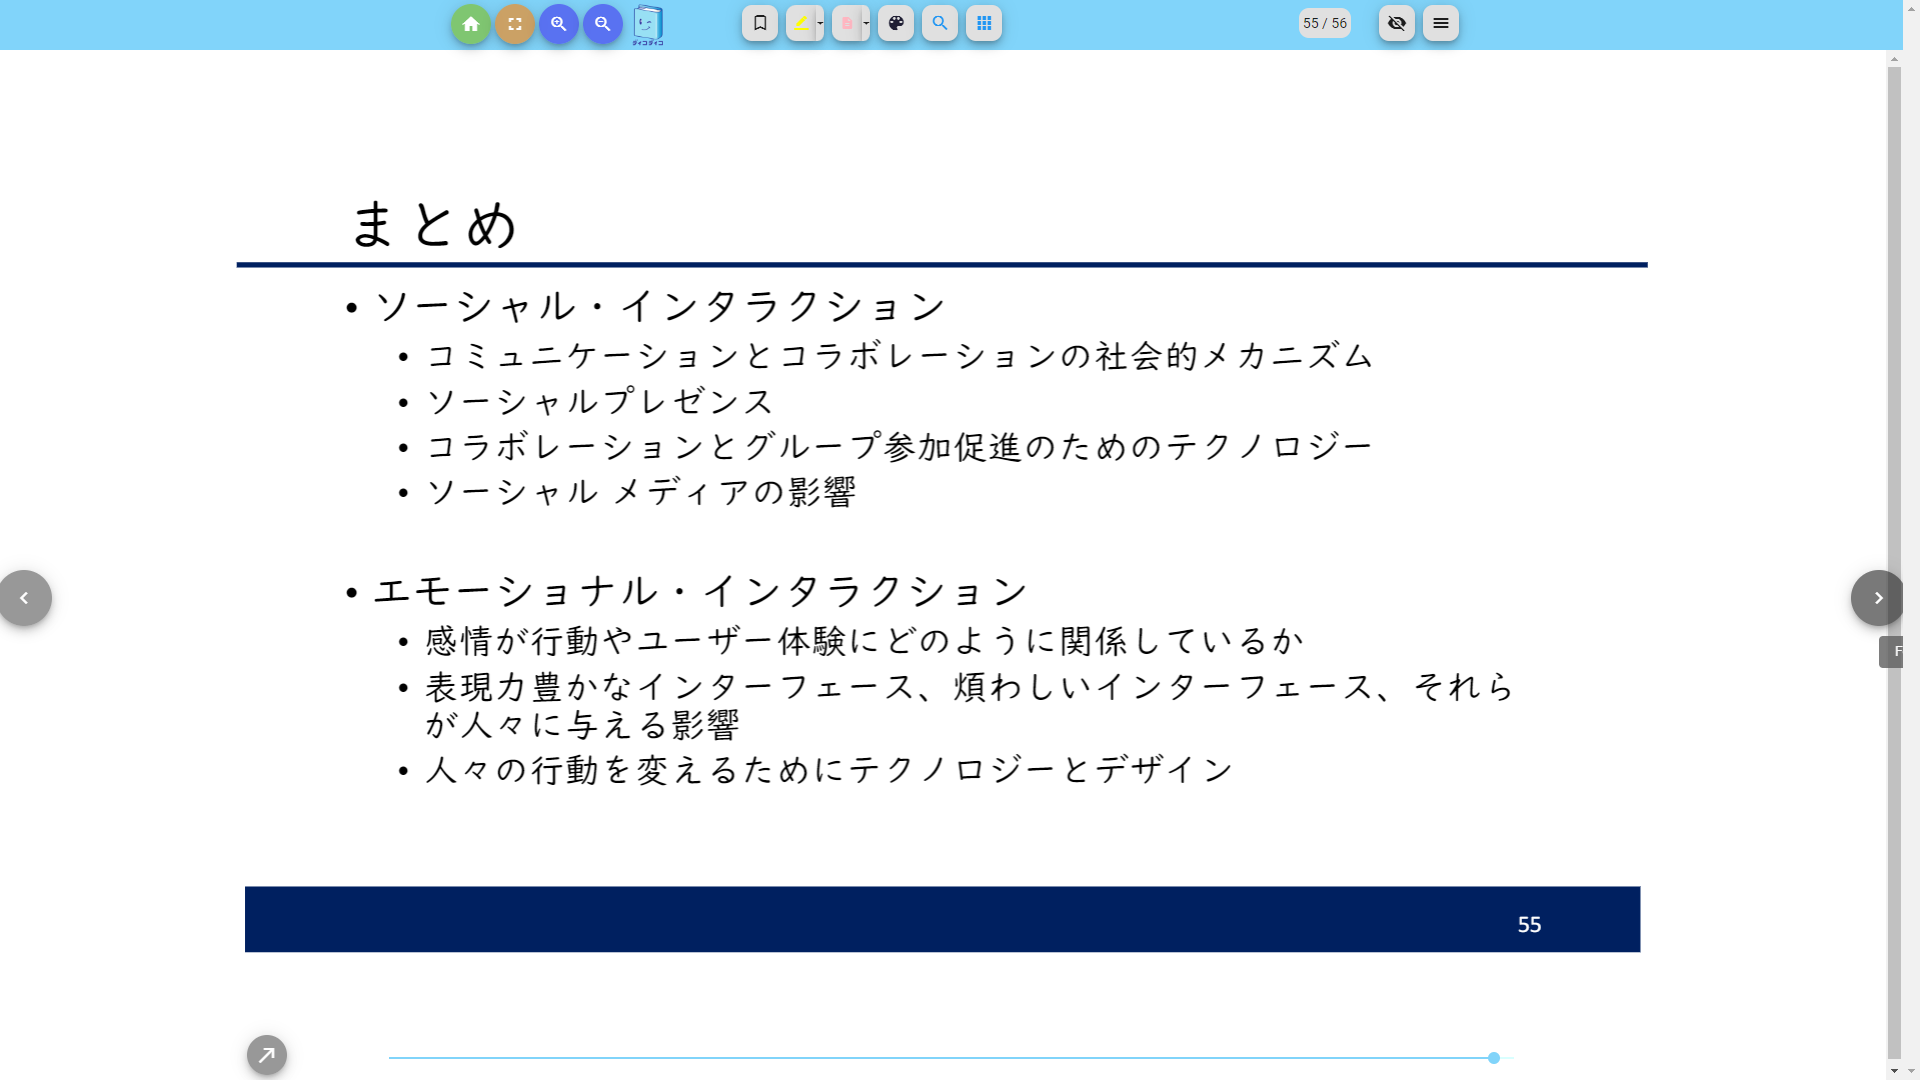 ダイコダイコ
55 / 56
まとめ
• ソーシャル・インタラクション
• コミュニケーションとコラボレーションの社会的メカニズム
• ソーシャルプレゼンス
• コラボレーションとグループ参加促進のためのテクノロジー
• ソーシャル メディアの影響
• エモーショナル・インタラクション
• 感情が行動やユーザー体験にどのように関係しているか
• 表現力豊かなインターフェース、煩わしいインターフェース、それら
が人々に与える影響
• 人々の行動を変えるためにテクノロジーとデザイン
F
55